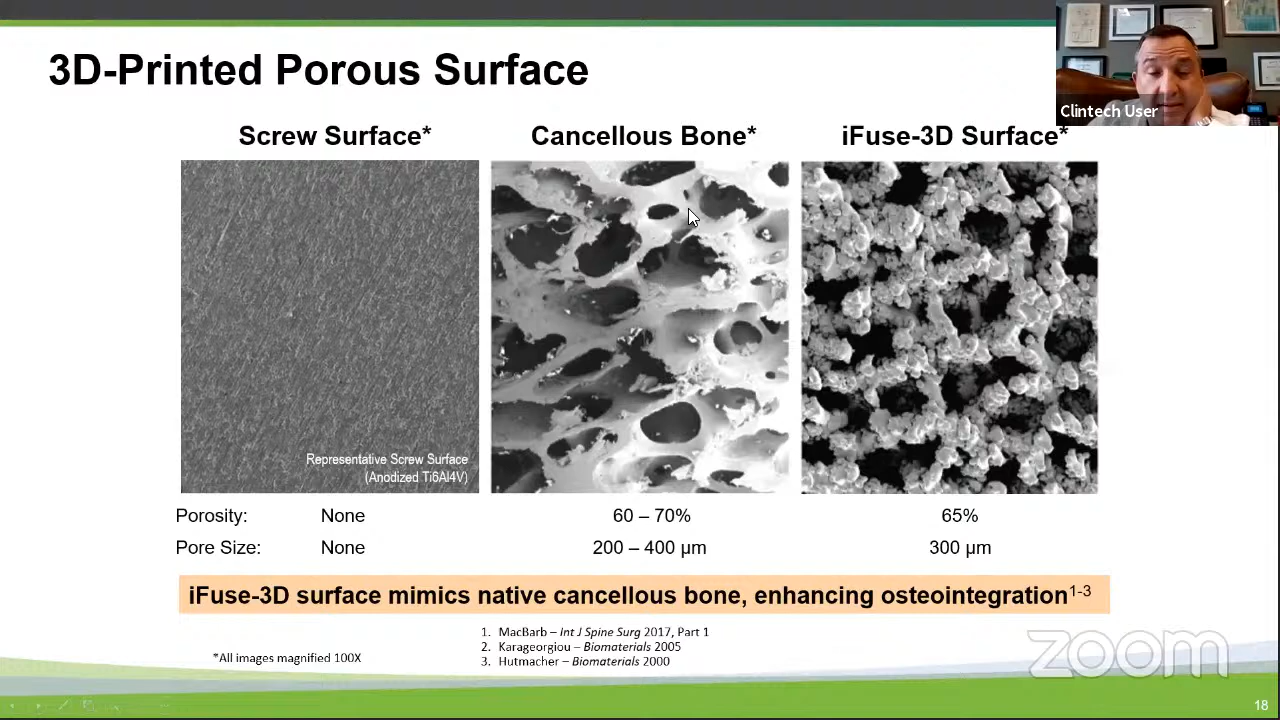 3D-Printed Porous Surface
Clintech User
Screw Surface*
Cancellous Bone*
iFuse-3D Surface*
Representative Screw Surface
(Anodized Ti6Al4V)
Porosity: None 60 – 70% 65%
Pore Size: None 200 – 400 µm 300 µm
iFuse-3D surface mimics native cancellous bone, enhancing osteointegration1-3
1. MacBarb – Int J Spine Surg 2017, Part 1
2. Karageorgiou – Biomaterials 2005
3. Hutmacher – Biomaterials 2000
*All images magnified 100X
zoom
18